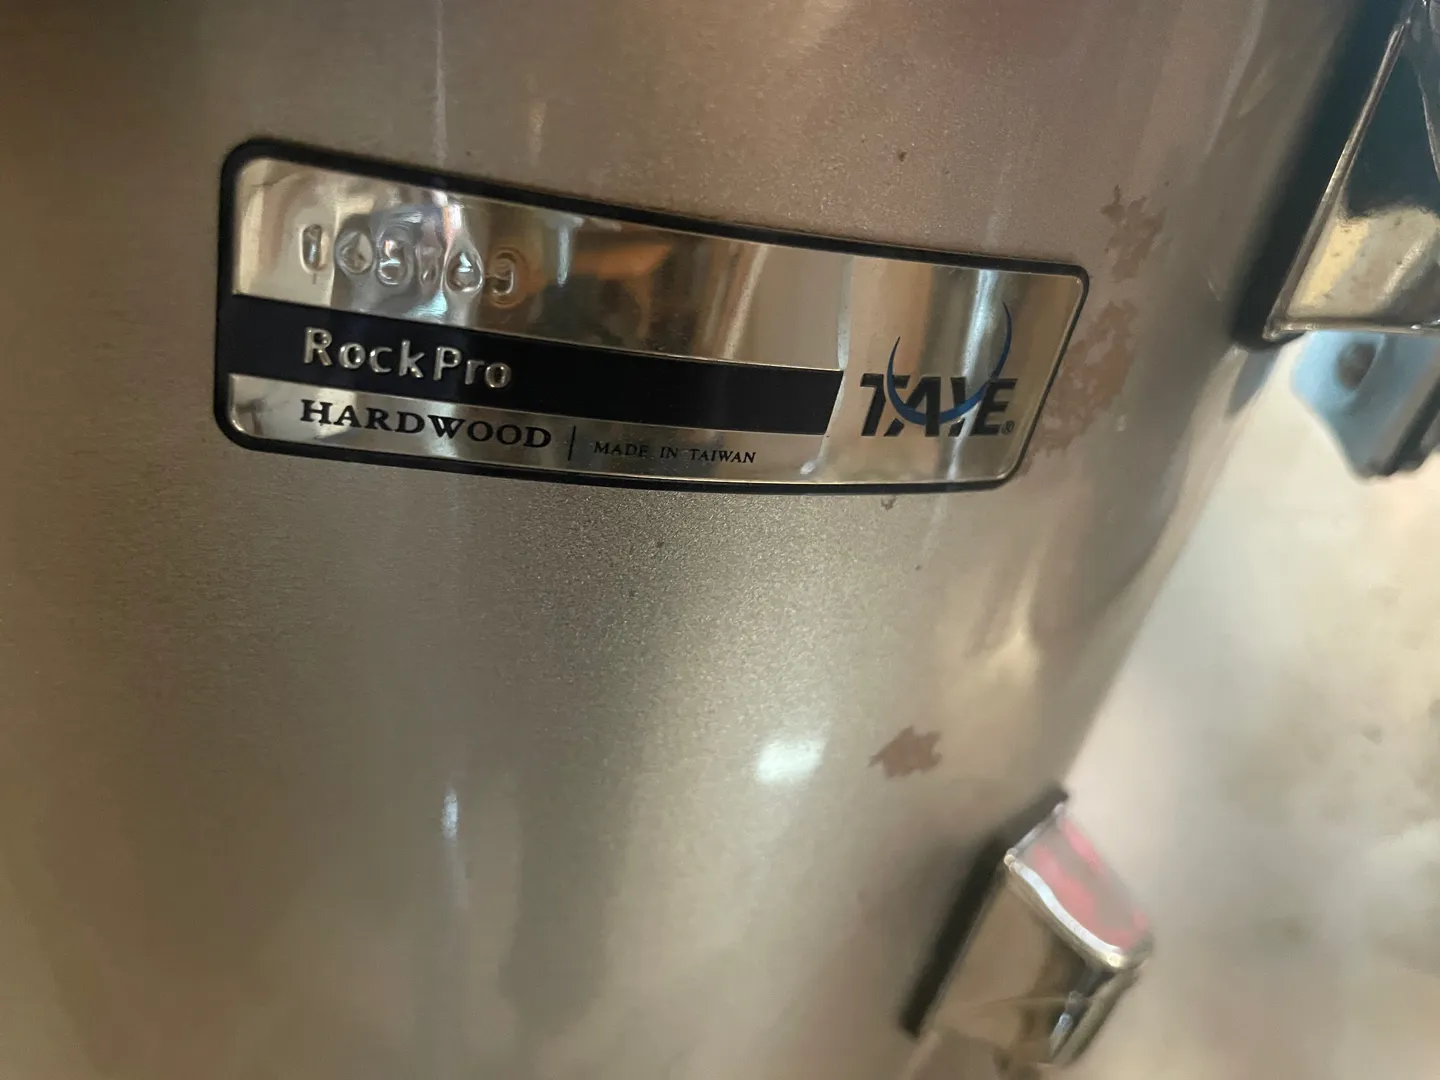 RockPro
HARDWOOD | MADE IN TAIWAN
TAYE®